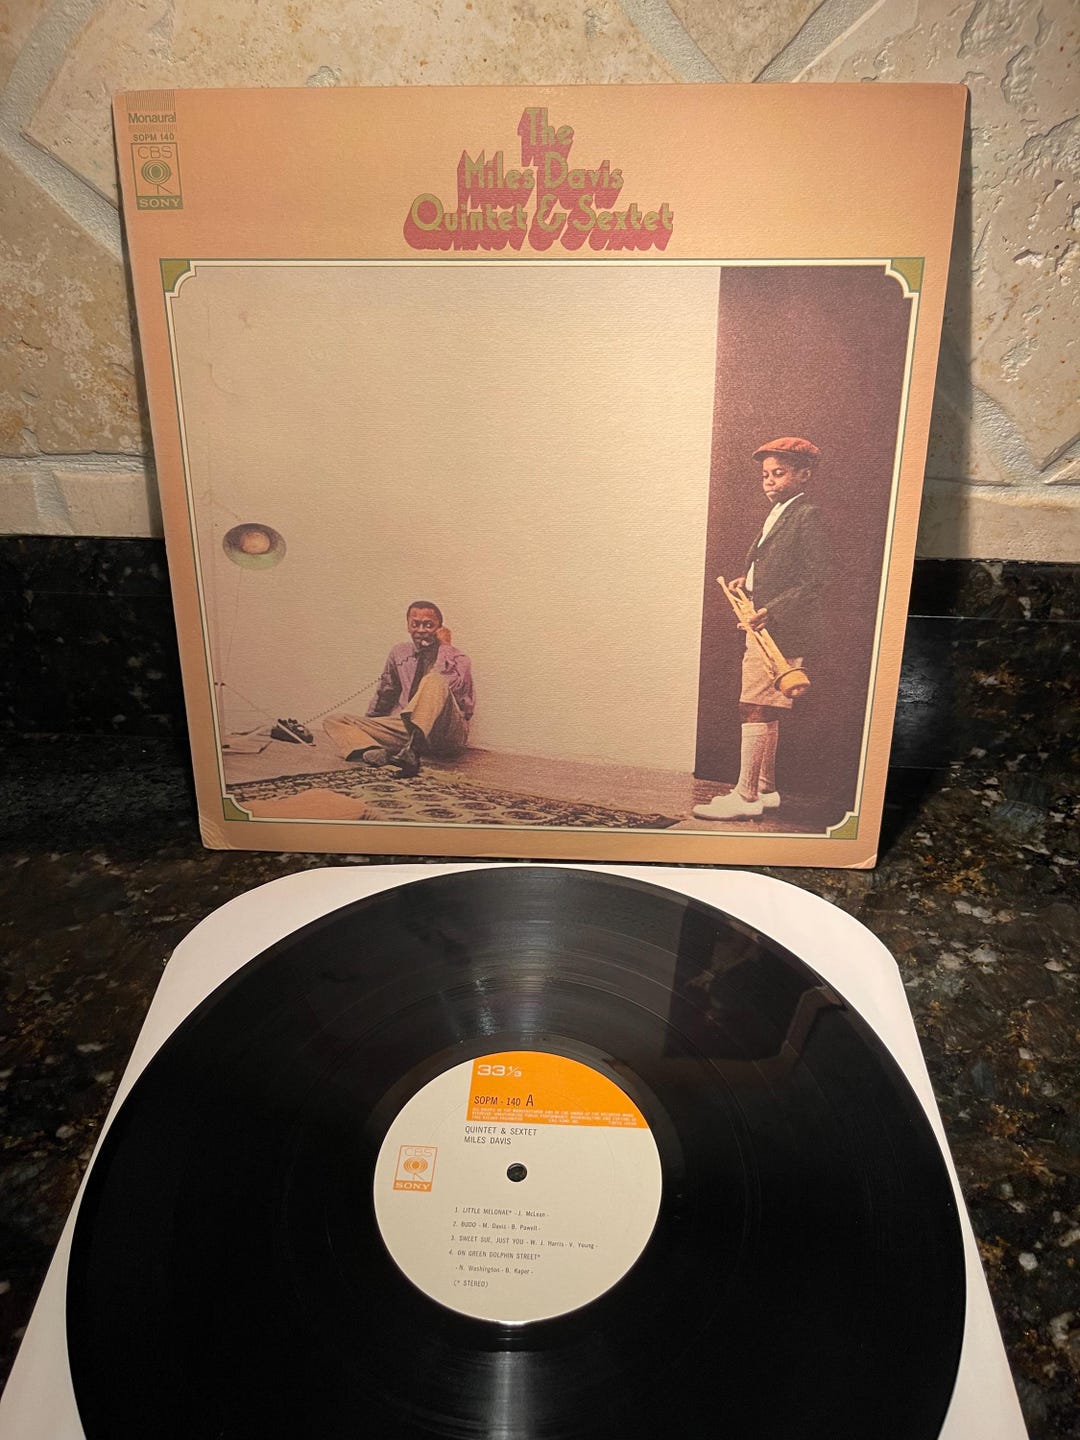 Monaural
SOPM 140
CBS
SONY
The
Miles Davis
Quintet & Sextet
33 1/3
SOPM - 140 A
QUINTET & SEXTET
MILES DAVIS
CBS
SONY
1. LITTLE MELONAE* - J. McLean -
2. BUDO - M. Davis - B. Powell -
3. SWEET SUE, JUST YOU - W. J. Harris - V. Young -
4. ON GREEN DOLPHIN STREET*
- N. Washington - B. Kaper -
(* STEREO)